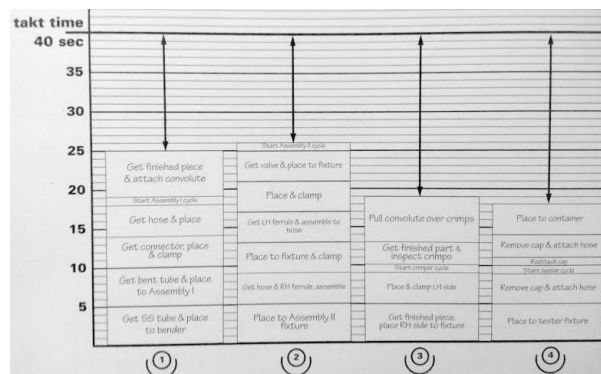 takt time
40 sec
35
30
25
20
15
10
5
Get finished piece
& attach convolute
Start Assembly I cycle
Get hose & place
Get connector, place
& clamp
Get bent tube & place
to Assembly I
Get SS tube & place
to bender
1
Start Assembly II cycle
Get valve & place to fixture
Place & clamp
Get LH ferrule & assemble to
hose
Place to fixture & clamp
Get hose & RH ferrule, assemble
Place to Assembly II
fixture
2
Pull convolute over crimps
Get finished part &
inspect crimps
Start crimper cycle
Place & clamp LH side
Get finished piece,
place RH side to fixture
3
Place to container
Remove cap & attach hose
Reattach cap
Start tester cycle
Remove cap & attach hose
Place to tester fixture
4